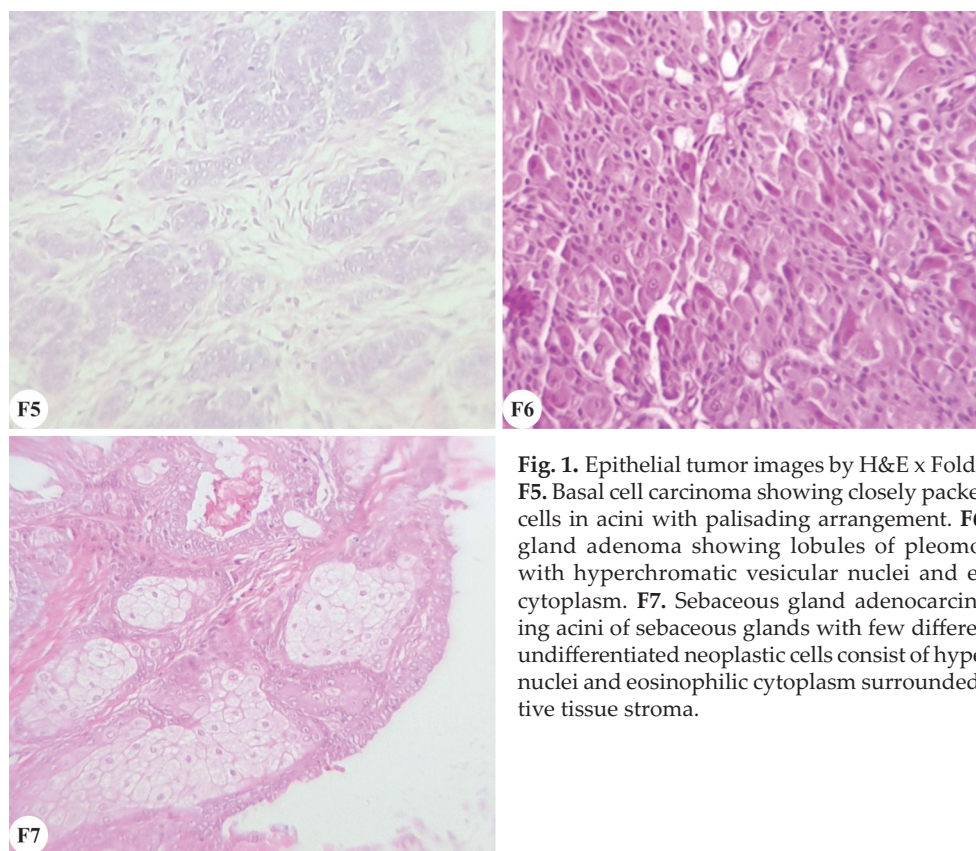 F5
F6
F7
Fig. 1. Epithelial tumor images by H&E x Fold
F5. Basal cell carcinoma showing closely packe
cells in acini with palisading arrangement. F6
gland adenoma showing lobules of pleomo
with hyperchromatic vesicular nuclei and e
cytoplasm. F7. Sebaceous gland adenocarcin
ing acini of sebaceous glands with few differe
undifferentiated neoplastic cells consist of hype
nuclei and eosinophilic cytoplasm surrounded
tive tissue stroma.